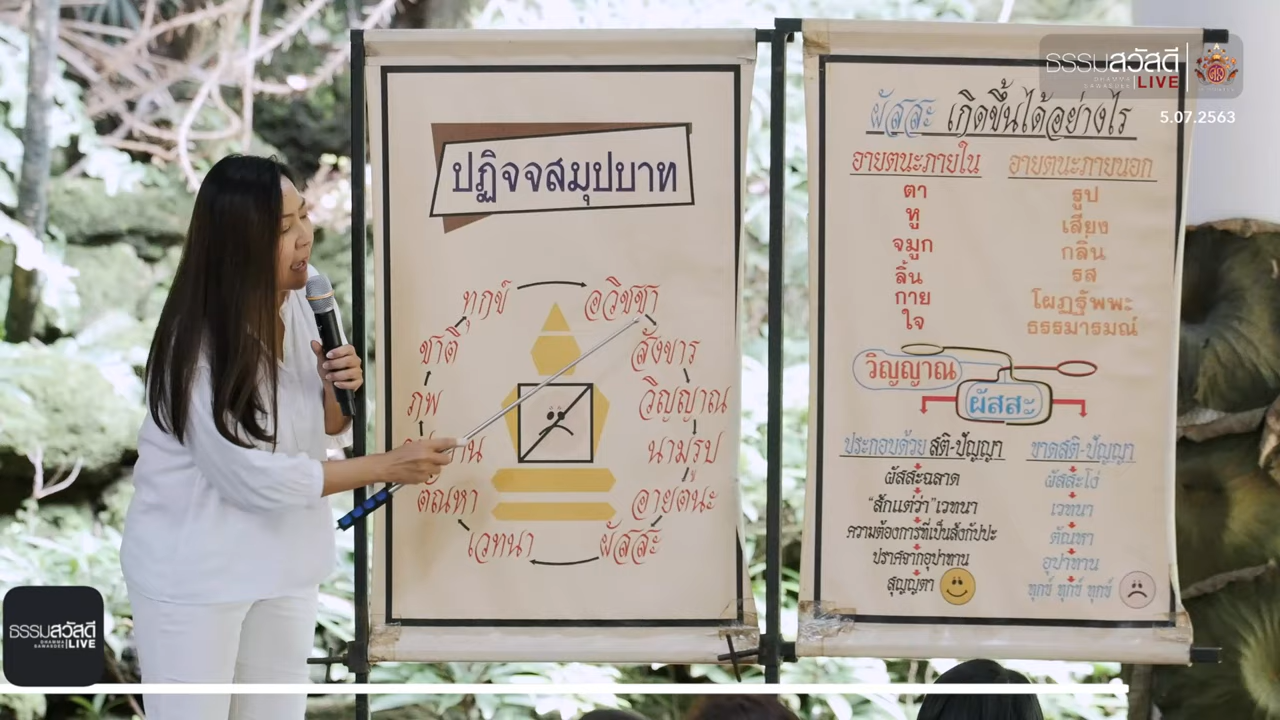 ธรรมสวัสดี
DHAMMA
SAWASDEE
LIVE
5.07.2563
ปฏิจจสมุปบาท
ทุกข์
อวิชชา
ชาติ
สังขาร
ภพ
วิญญาณ
นามรูป
ตัณหา
อายตนะ
เวทนา
ผัสสะ
ผัสสะ เกิดขึ้นได้อย่างไร
อายตนะภายใน อายตนะภายนอก
ตา รูป
หู เสียง
จมูก กลิ่น
ลิ้น รส
กาย โผฏฐัพพะ
ใจ ธรรมารมณ์
วิญญาณ
ผัสสะ
ประกอบด้วย สติ-ปัญญา ขาดสติ-ปัญญา
ผัสสะฉลาด ผัสสะโง่
"สักแต่ว่า" เวทนา เวทนา
ความต้องการที่เป็นสังกัปปะ ตัณหา
ปราศจากอุปาทาน อุปาทาน
สุญญตา ทุกข์ ทุกข์ ทุกข์
ธรรมสวัสดี
DHAMMA
SAWASDEE
LIVE